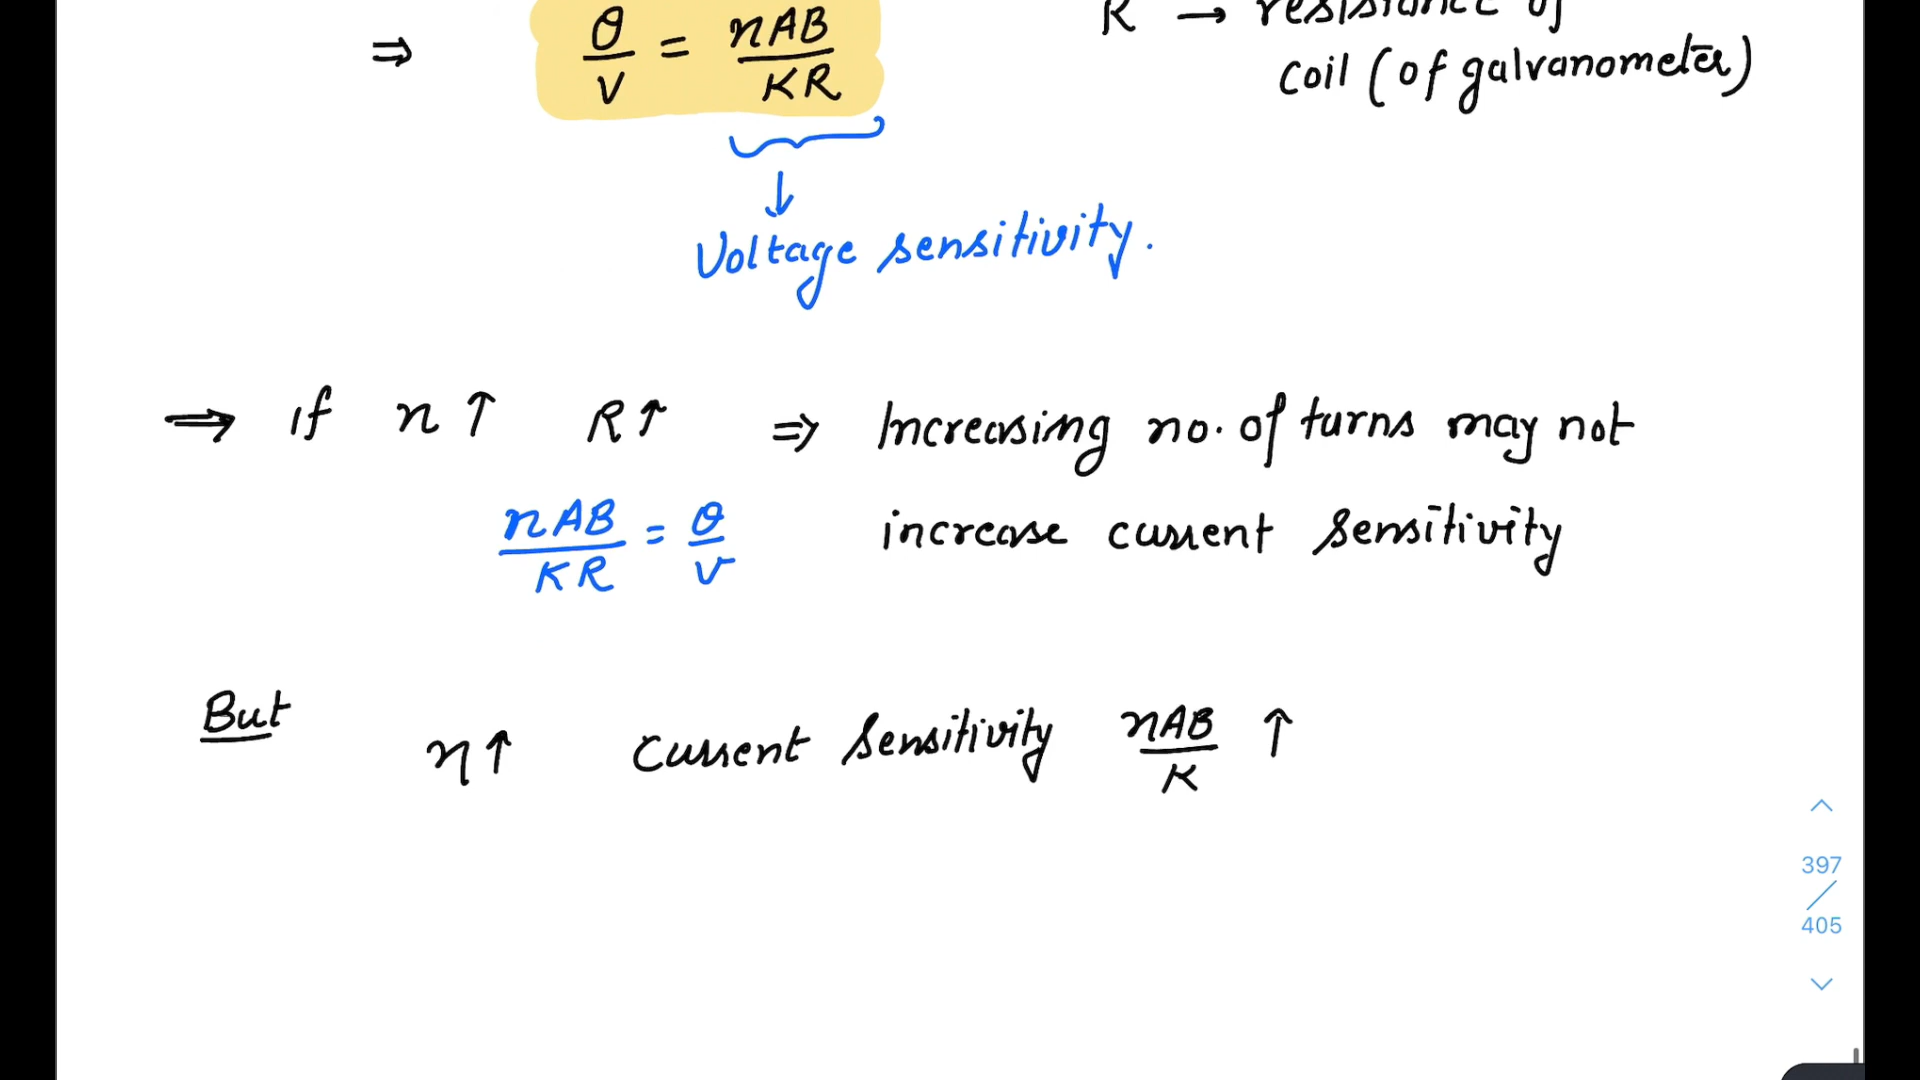 ⇒ θ/V = nAB/KR
R → resistance of
coil (of galvanometer)
↓
Voltage sensitivity.
⇒ if n↑ R↑ ⇒ Increasing no. of turns may not
nAB/KR = θ/V increase current sensitivity
But n↑ Current Sensitivity nAB/K ↑
397
/
405